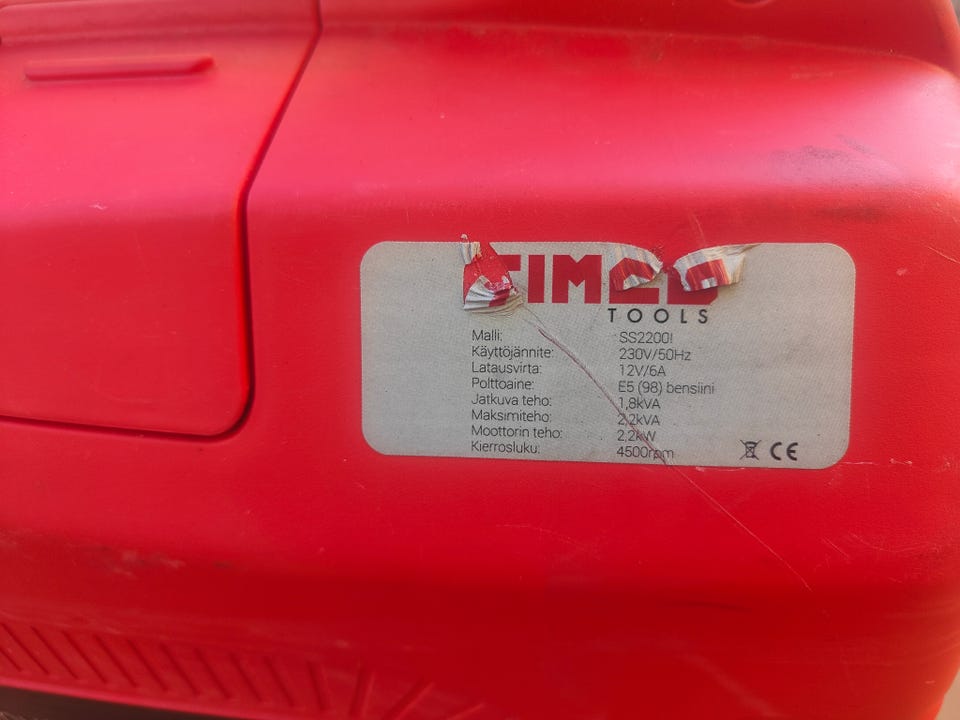 TIMCO
TOOLS
Malli: SS2200I
Käyttöjännite: 230V/50Hz
Latausvirta: 12V/6A
Polttoaine: E5 (98) bensiini
Jatkuva teho: 1,8kVA
Maksimiteho: 2,2kVA
Moottorin teho: 2,2kW
Kierrosluku: 4500rpm
CE